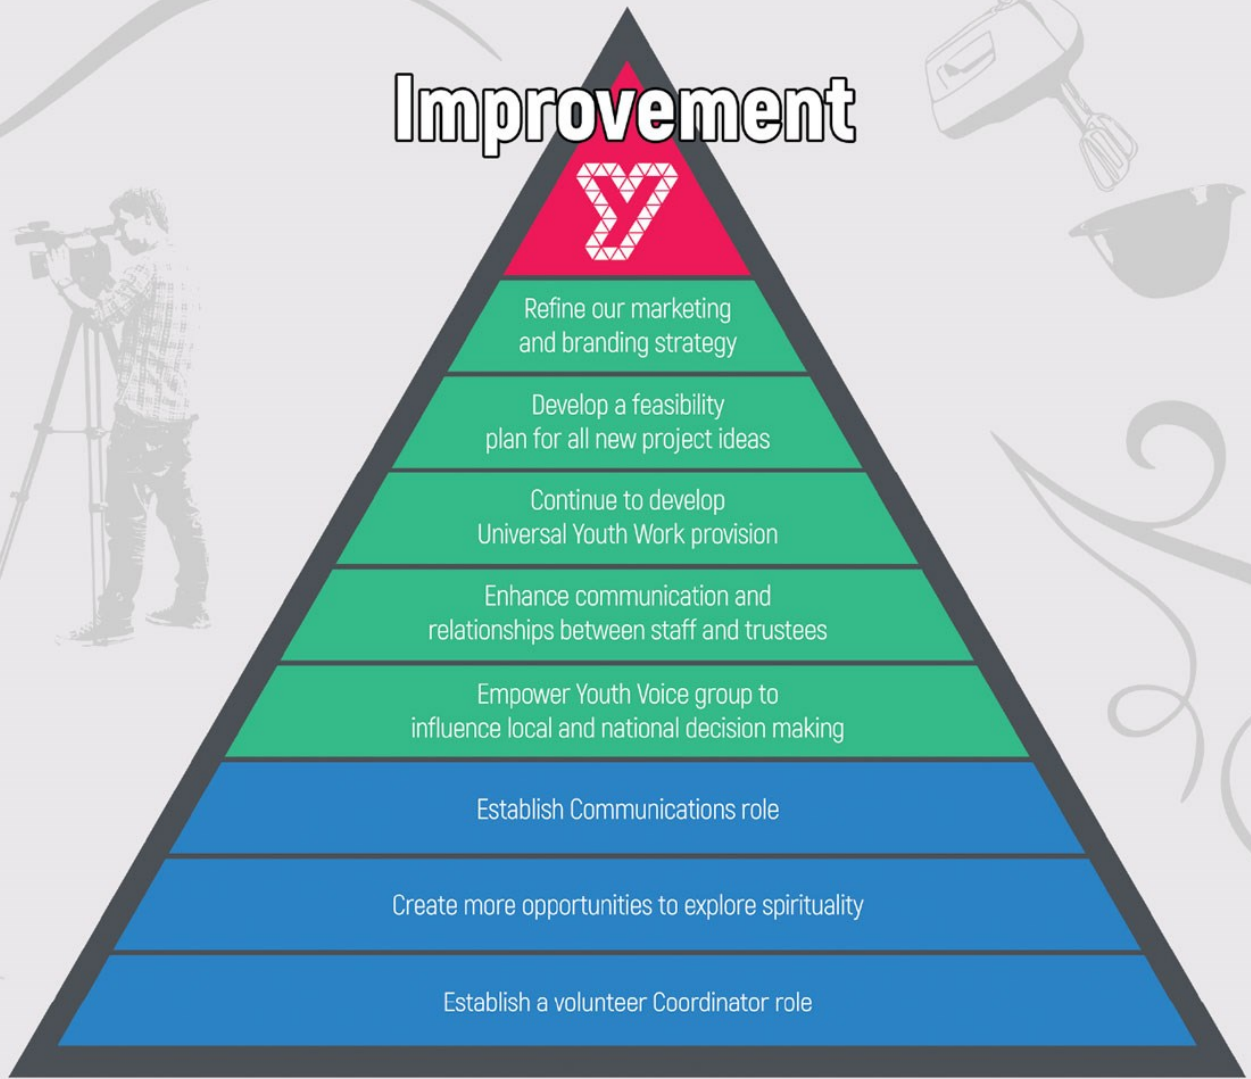 Improvement
Y
Refine our marketing
and branding strategy
Develop a feasibility
plan for all new project ideas
Continue to develop
Universal Youth Work provision
Enhance communication and
relationships between staff and trustees
Empower Youth Voice group to
influence local and national decision making
Establish Communications role
Create more opportunities to explore spirituality
Establish a volunteer Coordinator role